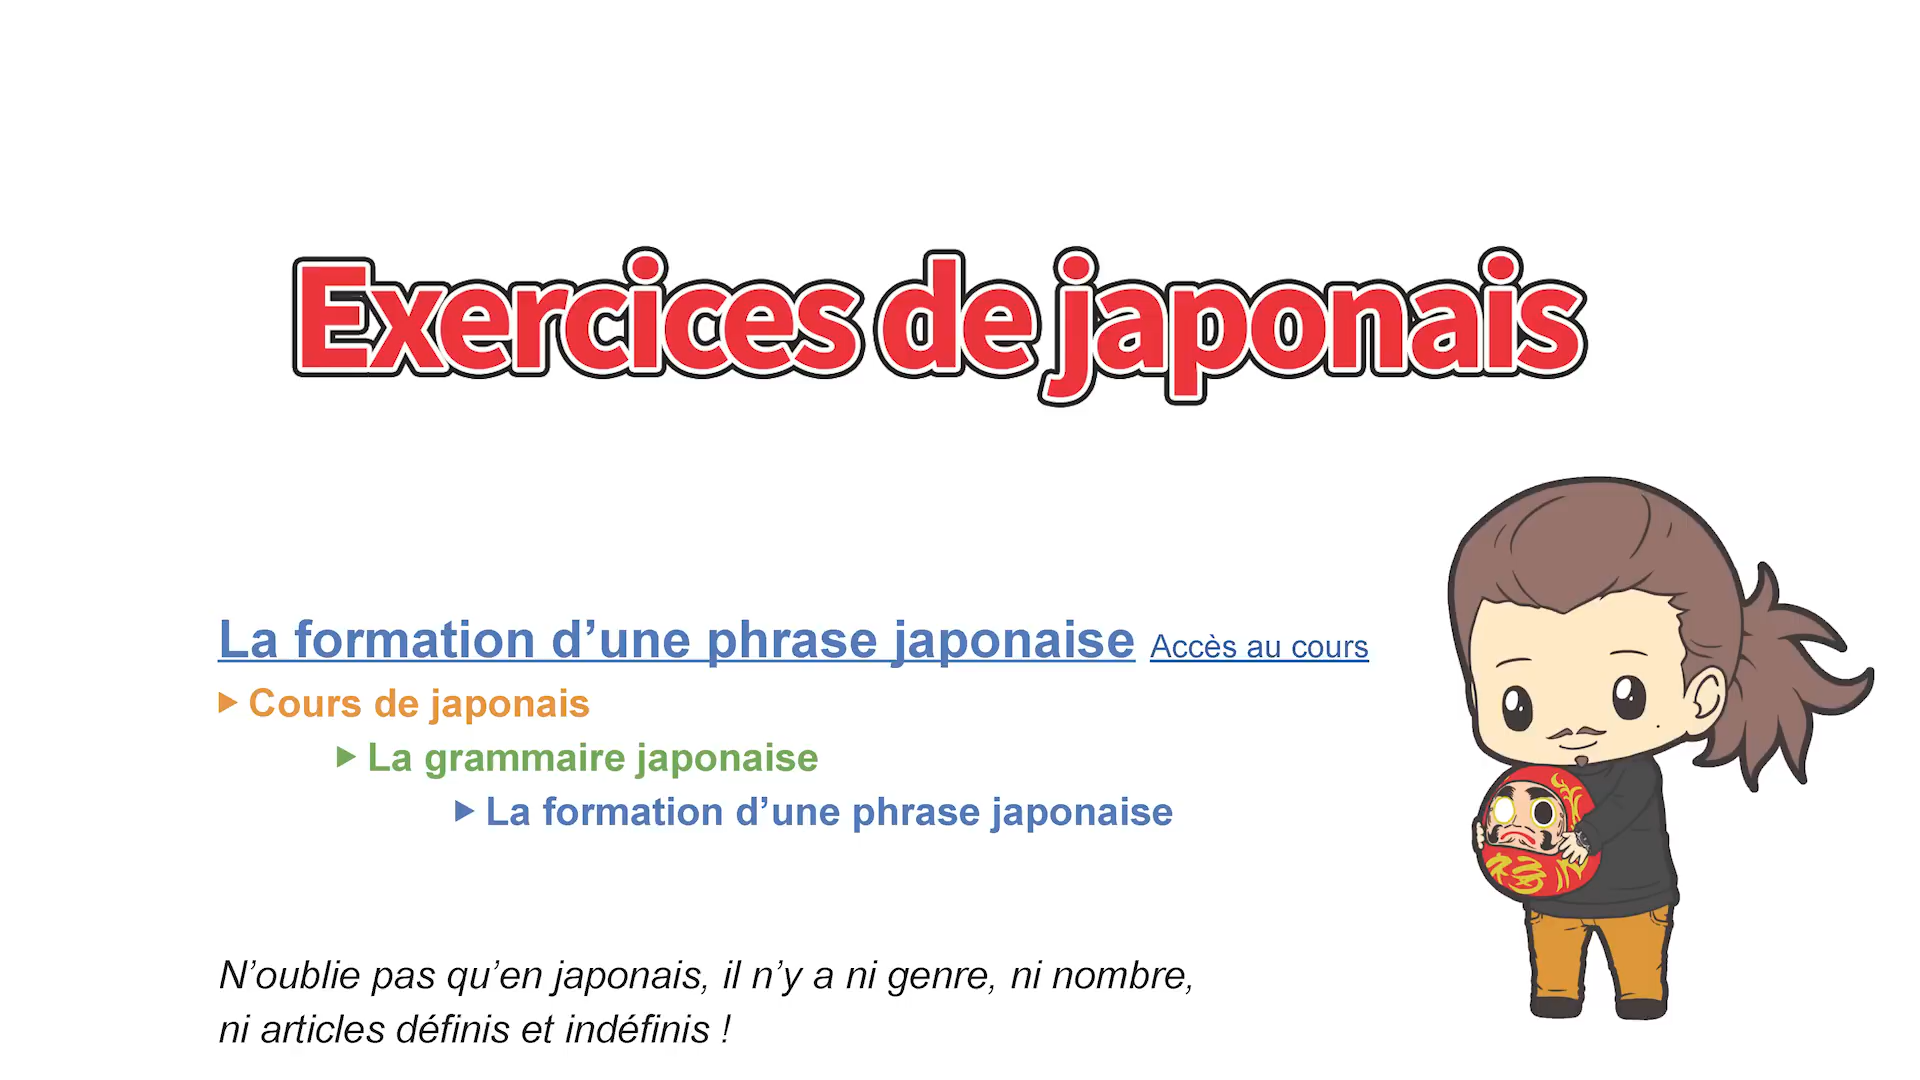 Exercices de japonais
La formation d’une phrase japonaise Accès au cours
▶ Cours de japonais
▶ La grammaire japonaise
▶ La formation d’une phrase japonaise
N’oublie pas qu’en japonais, il n’y a ni genre, ni nombre,
ni articles définis et indéfinis !
福